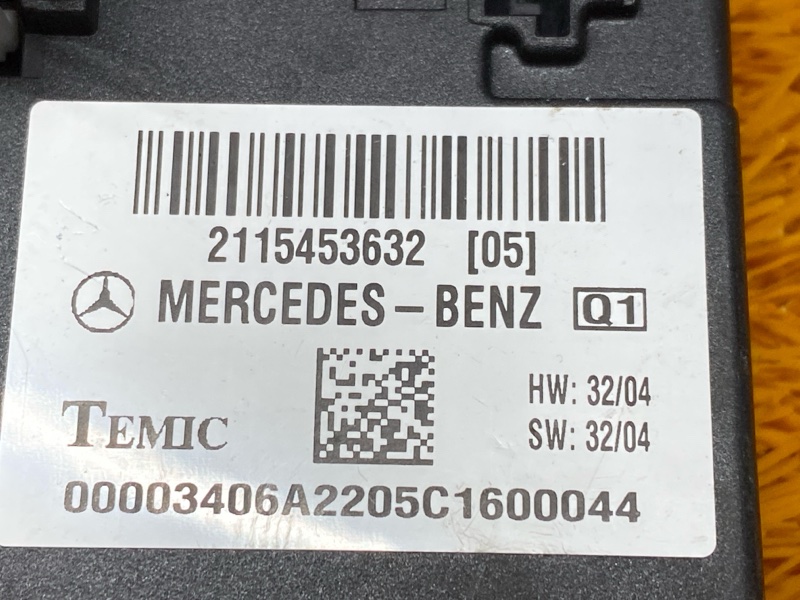 2115453632 [05]
MERCEDES-BENZ Q1
HW: 32/04
TEMIC
SW: 32/04
00003406A2205C1600044